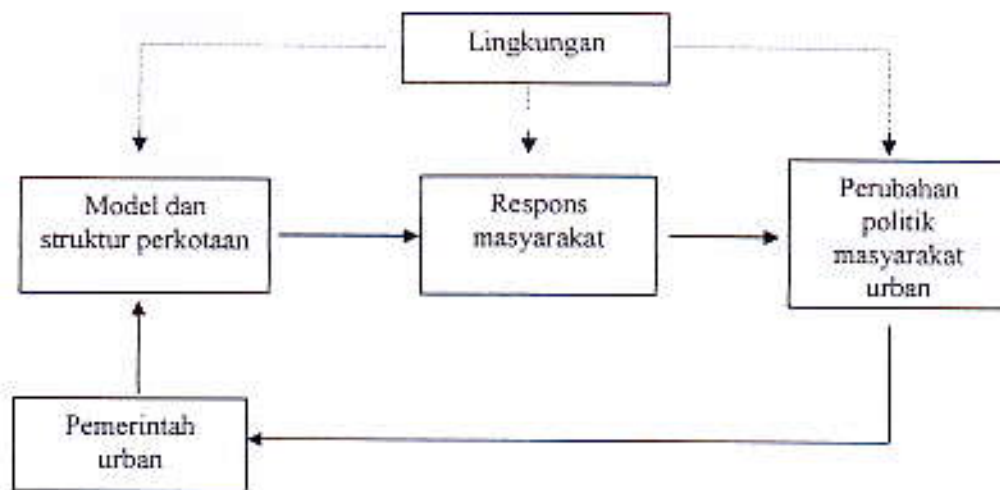 Lingkungan
Model dan
struktur perkotaan
Respons
masyarakat
Perubahan
politik
masyarakat
urban
Pemerintah
urban